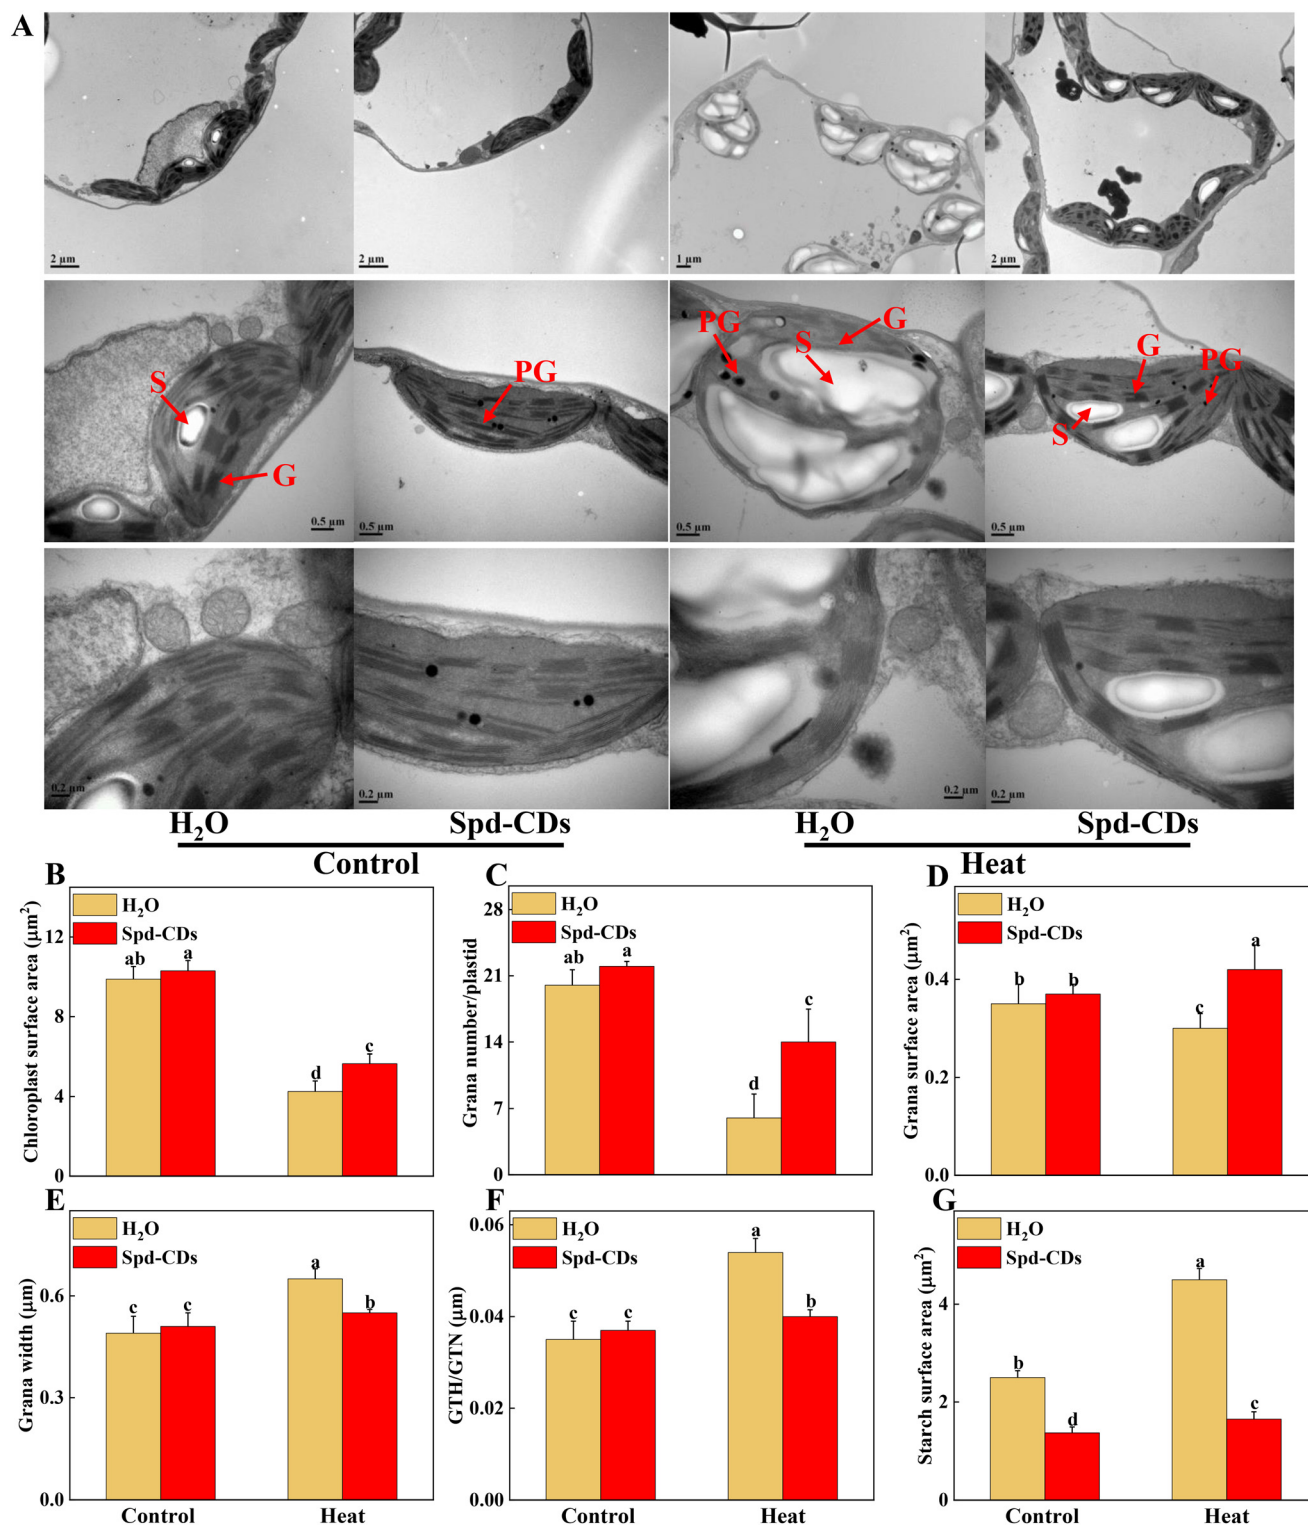 A
2 µm
2 µm
1 µm
2 µm
S
G
0.5 µm
PG
0.5 µm
PG
S
G
0.5 µm
G
PG
S
0.5 µm
0.2 µm
0.2 µm
0.2 µm
0.2 µm
H₂O
Spd-CDs
H₂O
Spd-CDs
Control
Heat
B
H₂O
Spd-CDs
Chloroplast surface area (µm²)
12
8
4
0
ab
a
d
c
C
H₂O
Spd-CDs
Grana number/plastid
28
21
14
7
0
ab
a
d
c
D
H₂O
Spd-CDs
Grana surface area (µm²)
0.4
0.2
0.0
b
b
c
a
E
H₂O
Spd-CDs
Grana width (µm)
0.6
0.3
0.0
c
c
a
b
Control
Heat
F
H₂O
Spd-CDs
GTH/GTN (µm)
0.06
0.04
0.02
0.00
c
c
a
b
Control
Heat
G
H₂O
Spd-CDs
Starch surface area (µm²)
4
2
0
b
d
a
c
Control
Heat